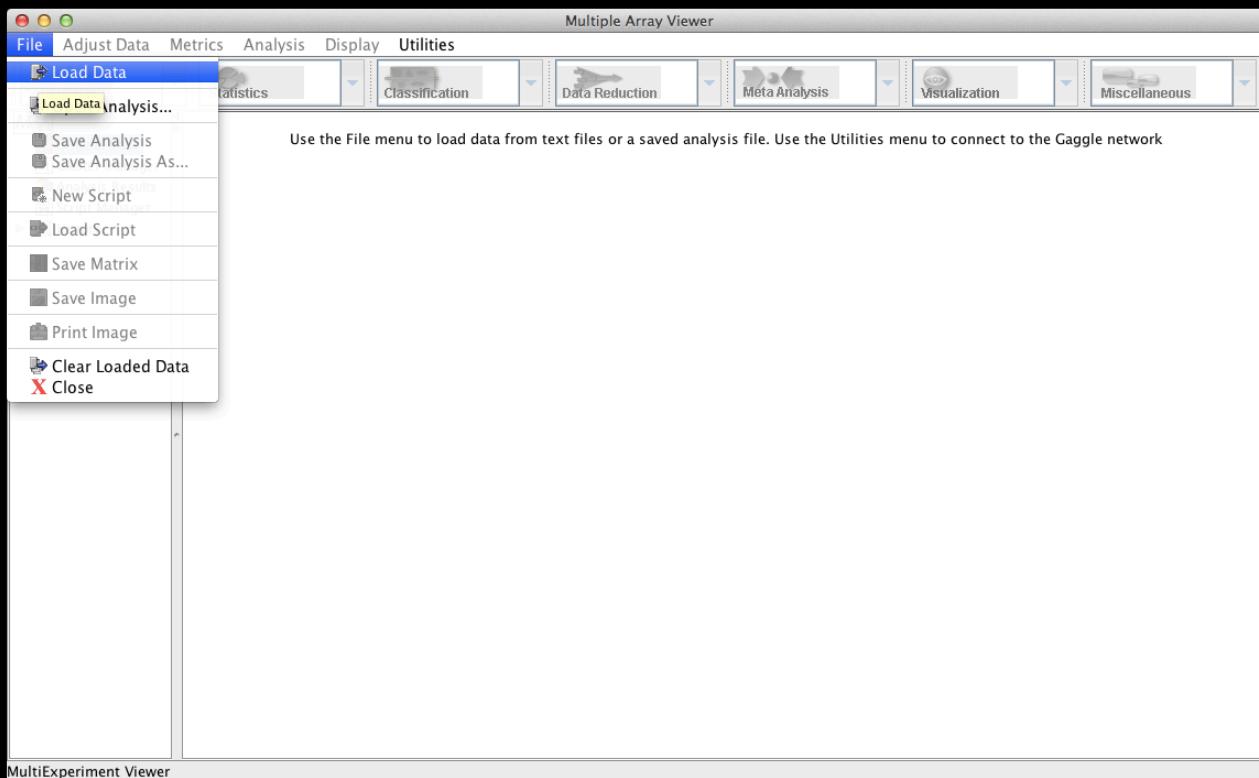 Multiple Array Viewer
File Adjust Data Metrics Analysis Display Utilities
Load Data
Load Data
Analysis...
Save Analysis
Save Analysis As...
New Script
Load Script
Save Matrix
Save Image
Print Image
Clear Loaded Data
X Close
tatistics Classification Data Reduction Meta Analysis Visualization Miscellaneous
Use the File menu to load data from text files or a saved analysis file. Use the Utilities menu to connect to the Gaggle network
MultiExperiment Viewer